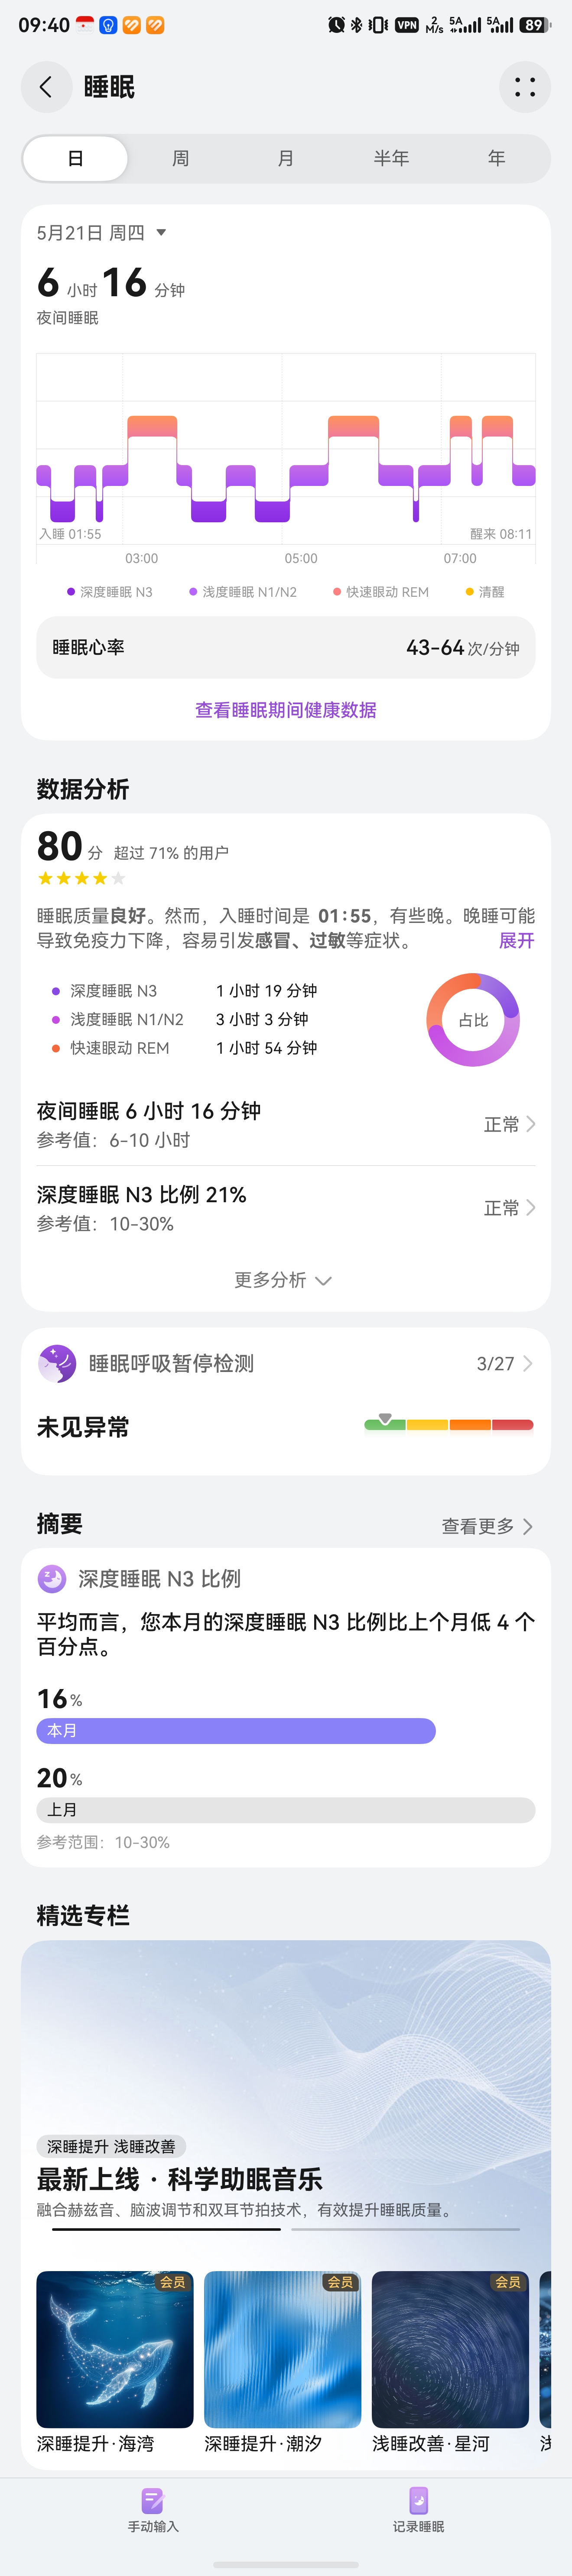 09:40
VPN 2 M/s 5A 5A 89
睡眠
日 周 月 半年 年
5月21日 周四
6 小时 16 分钟
夜间睡眠
入睡 01:55 醒来 08:11
03:00 05:00 07:00
深度睡眠 N3 浅度睡眠 N1/N2 快速眼动 REM 清醒
睡眠心率 43-64 次/分钟
查看睡眠期间健康数据
数据分析
80 分 超过 71% 的用户
睡眠质量良好。然而，入睡时间是 01:55，有些晚。晚睡可能
导致免疫力下降，容易引发感冒、过敏等症状。 展开
深度睡眠 N3 1 小时 19 分钟
浅度睡眠 N1/N2 3 小时 3 分钟
快速眼动 REM 1 小时 54 分钟
占比
夜间睡眠 6 小时 16 分钟
正常
参考值：6-10 小时
深度睡眠 N3 比例 21%
正常
参考值：10-30%
更多分析
睡眠呼吸暂停检测 3/27
未见异常
摘要 查看更多
深度睡眠 N3 比例
平均而言，您本月的深度睡眠 N3 比例比上个月低 4 个
百分点。
16 %
本月
20 %
上月
参考范围：10-30%
精选专栏
深睡提升 浅睡改善
最新上线 · 科学助眠音乐
融合赫兹音、脑波调节和双耳节拍技术，有效提升睡眠质量。
会员 会员 会员
深睡提升·海湾 深睡提升·潮汐 浅睡改善·星河
手动输入 记录睡眠